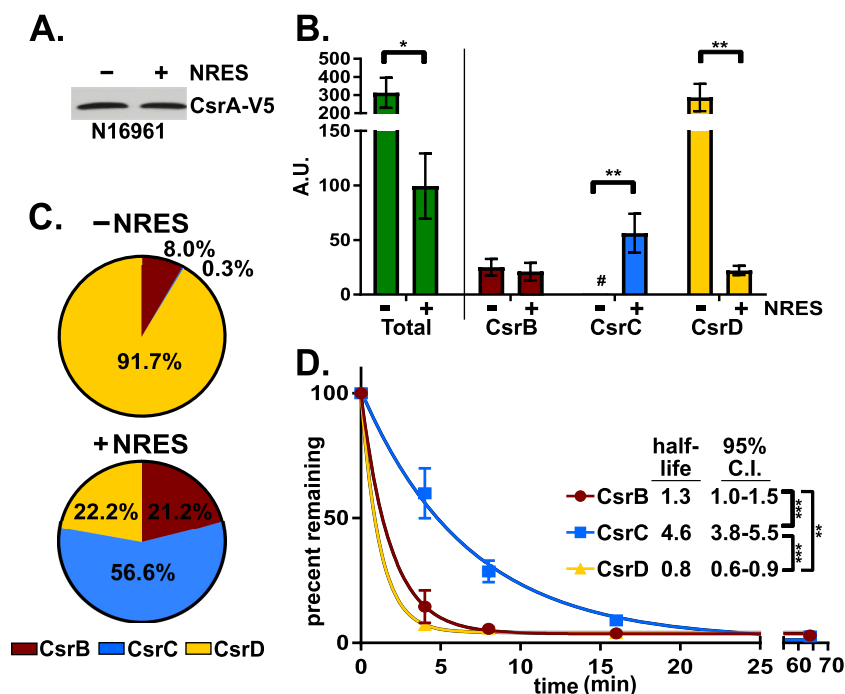 A.
− + NRES
CsrA-V5
N16961
B.
A.U.
500
400
300
200
100
150
100
50
0
*
**
**
#
- + - + - + - + NRES
Total CsrB CsrC CsrD
C.
−NRES
8.0%
0.3%
91.7%
+NRES
22.2% 21.2%
56.6%
CsrB CsrC CsrD
D.
precent remaining
100
50
0
0 5 10 15 20 25 60 70
time (min)
half-life 95% C.I.
CsrB 1.3 1.0-1.5
CsrC 4.6 3.8-5.5
CsrD 0.8 0.6-0.9
***
***
**